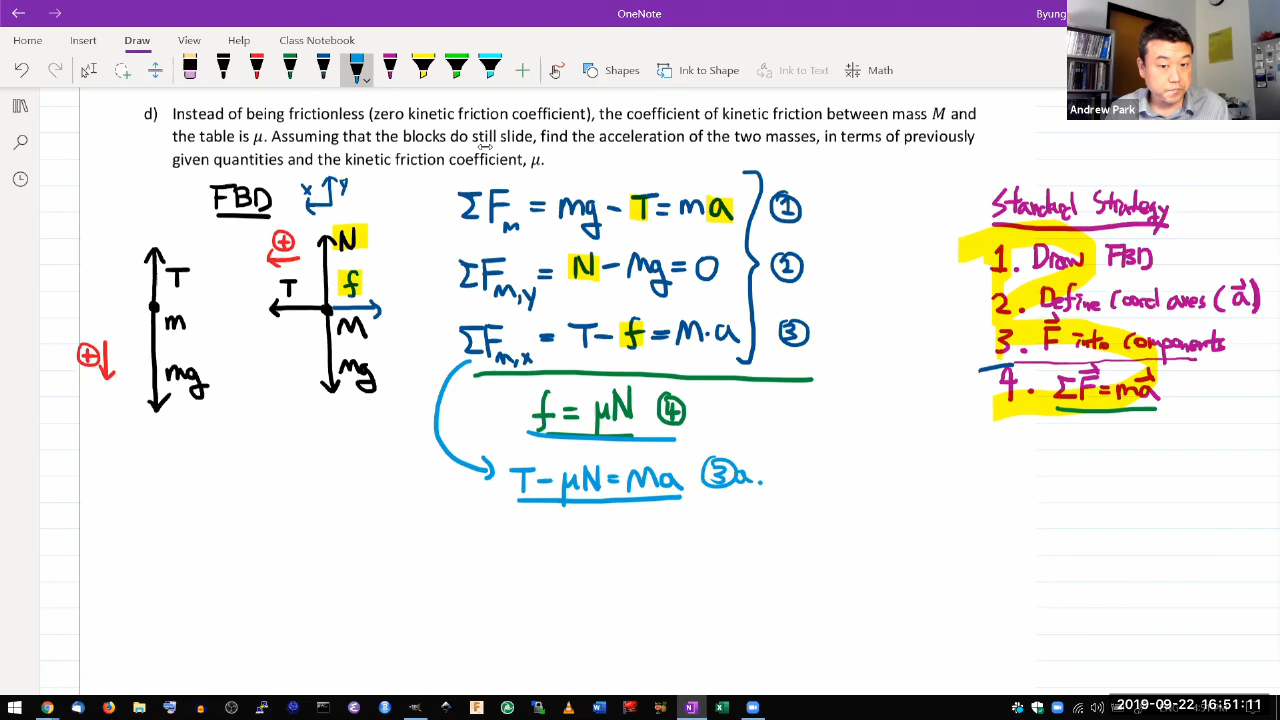 OneNote
Byung
Home Insert Draw View Help Class Notebook
Shapes Ink to Shape Ink to Text Math
Andrew Park
d) Instead of being frictionless (zero kinetic friction coefficient), the coefficient of kinetic friction between mass M and
the table is μ. Assuming that the blocks do still slide, find the acceleration of the two masses, in terms of previously
given quantities and the kinetic friction coefficient, μ.
FBD
x y
T
m
mg
+
+
N
f
T
M
Mg
ΣF_m = mg - T = ma ①
ΣF_M,y = N - Mg = 0 ②
ΣF_M,x = T - f = M·a ③
f = μN ④
T - μN = Ma ③a.
Standard Strategy
1. Draw FBD
2. Define Coord axes (a⃗)
3. F⃗ into components
4. ΣF⃗ = ma⃗
2019-09-22 16:51:11